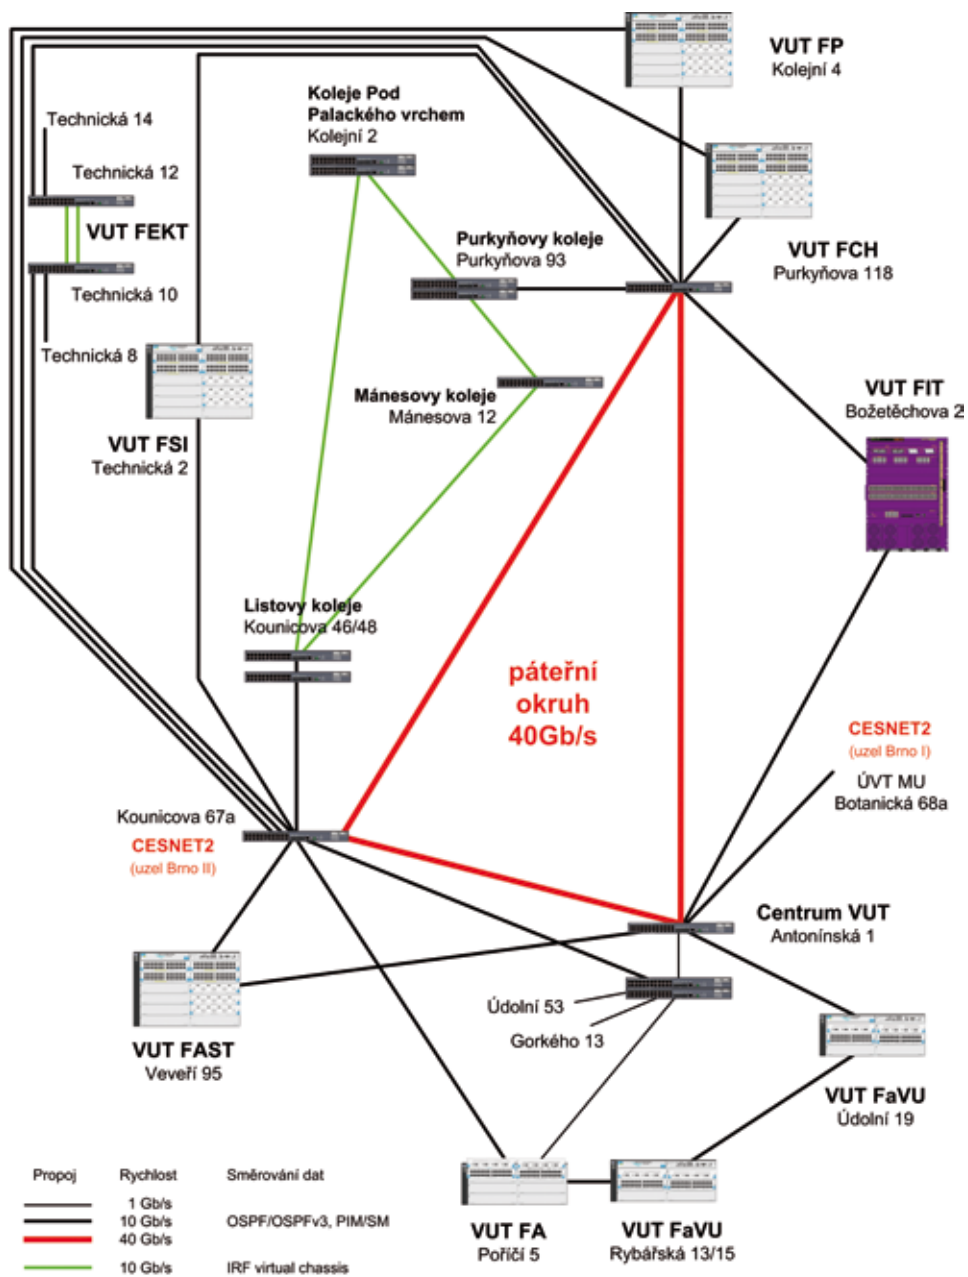 VUT FP
Kolejní 4
Koleje Pod
Palackého vrchem
Kolejní 2
Technická 14
Technická 12
VUT FEKT
Technická 10
Technická 8
Purkyňovy koleje
Purkyňova 93
VUT FCH
Purkyňova 118
Mánesovy koleje
Mánesova 12
VUT FIT
Božetěchova 2
VUT FSI
Technická 2
Listovy koleje
Kounicova 46/48
páteřní
okruh
40Gb/s
CESNET2
(uzel Brno I)
ÚVT MU
Botanická 68a
Kounicova 67a
CESNET2
(uzel Brno II)
Centrum VUT
Antonínská 1
Údolní 53
Gorkého 13
VUT FAST
Veveří 95
VUT FaVU
Údolní 19
VUT FA
Poříčí 5
VUT FaVU
Rybářská 13/15
Propoj Rychlost Směrování dat
1 Gb/s
10 Gb/s OSPF/OSPFv3, PIM/SM
40 Gb/s
10 Gb/s IRF virtual chassis